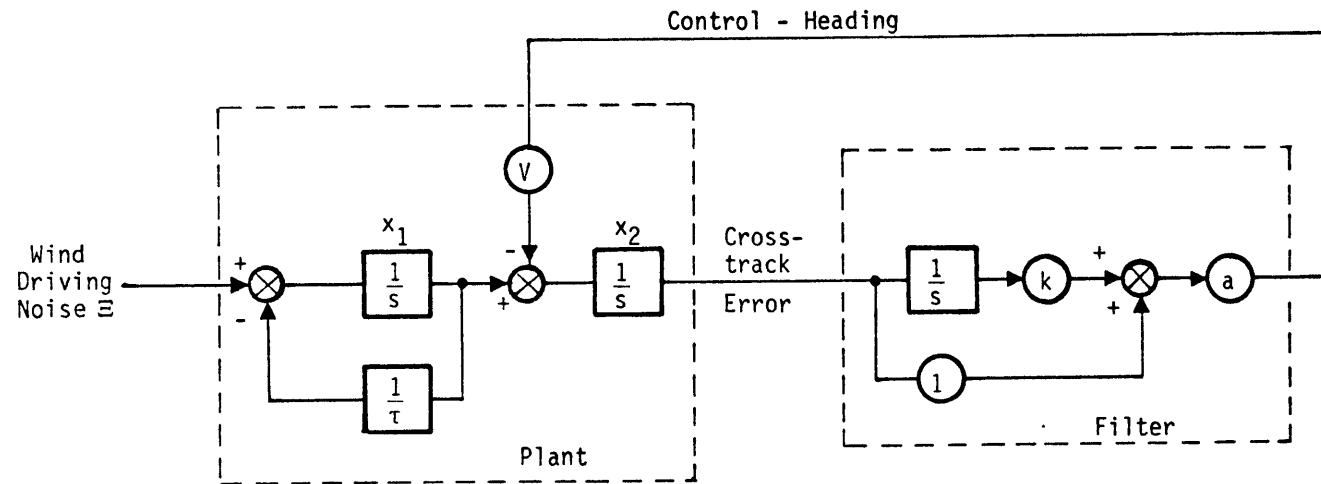 Control - Heading
V
x1
x2
Wind
Driving
Noise Ξ
+
-
1
s
-
+
1
s
1
τ
Plant
Cross-
track
Error
1
s
k
+
+
a
1
Filter